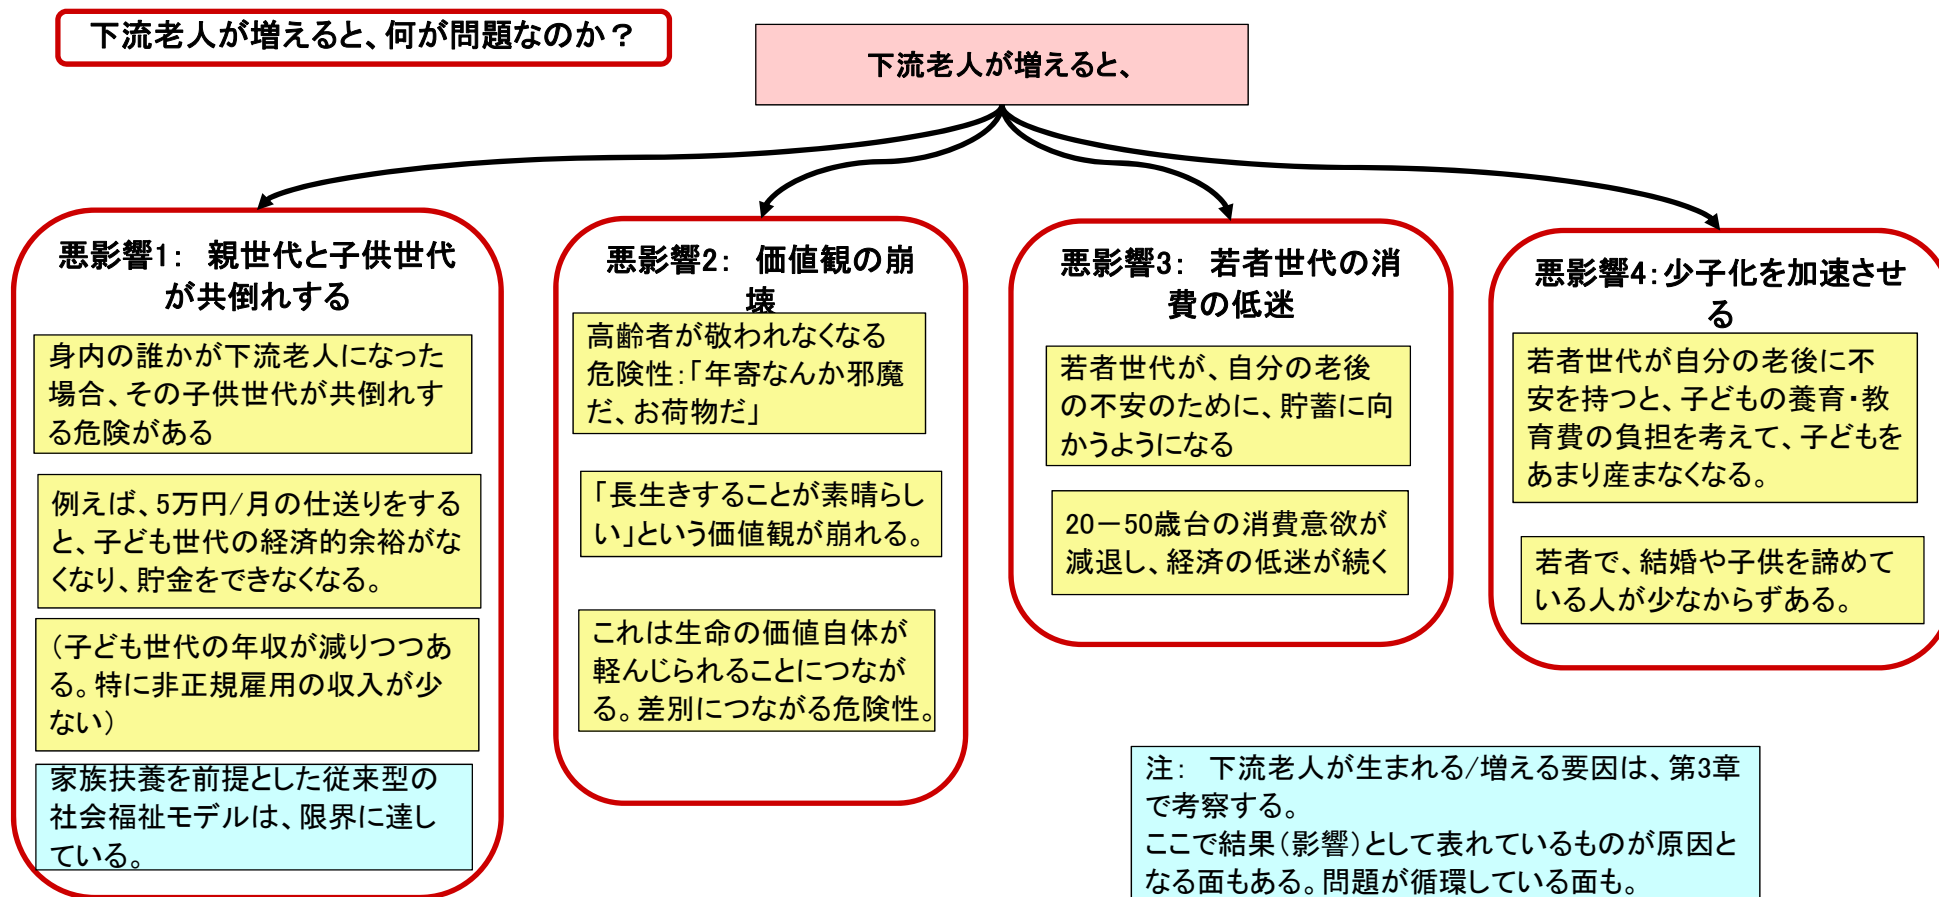 下流老人が増えると、何が問題なのか？
下流老人が増えると、
悪影響1:　親世代と子供世代
が共倒れする
身内の誰かが下流老人になった
場合、その子供世代が共倒れす
る危険がある
例えば、5万円/月の仕送りをする
と、子ども世代の経済的余裕がな
くなり、貯金をできなくなる。
（子ども世代の年収が減りつつあ
る。特に非正規雇用の収入が少
ない）
家族扶養を前提とした従来型の
社会福祉モデルは、限界に達し
ている。
悪影響2:　価値観の崩
壊
高齢者が敬われなくなる
危険性:「年寄なんか邪魔
だ、お荷物だ」
「長生きすることが素晴らし
い」という価値観が崩れる。
これは生命の価値自体が
軽んじられることにつなが
る。差別につながる危険性。
悪影響3:　若者世代の消
費の低迷
若者世代が、自分の老後
の不安のために、貯蓄に向
かうようになる
20－50歳台の消費意欲が
減退し、経済の低迷が続く
悪影響4:少子化を加速させ
る
若者世代が自分の老後に不
安を持つと、子どもの養育・教
育費の負担を考えて、子どもを
あまり産まなくなる。
若者で、結婚や子供を諦めて
いる人が少なからずある。
注:　下流老人が生まれる/増える要因は、第3章
で考察する。
ここで結果（影響）として表れているものが原因と
なる面もある。問題が循環している面も。